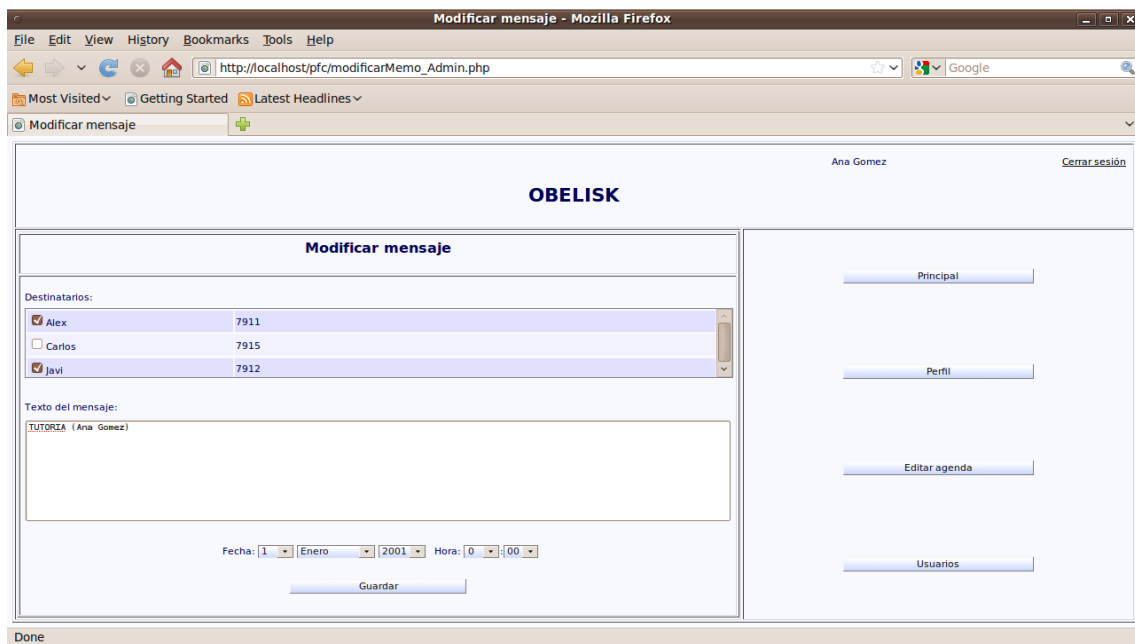 Modificar mensaje - Mozilla Firefox
File Edit View History Bookmarks Tools Help
http://localhost/pfc/modificarMemo_Admin.php
Google
Most Visited Getting Started Latest Headlines
Modificar mensaje
Ana Gomez Cerrar sesión
OBELISK
Modificar mensaje
Destinatarios:
Alex 7911
Carlos 7915
Javi 7912
Texto del mensaje:
TUTORIA (Ana Gomez)
Fecha: 1 Enero 2001 Hora: 0 : 00
Guardar
Principal
Perfil
Editar agenda
Usuarios
Done